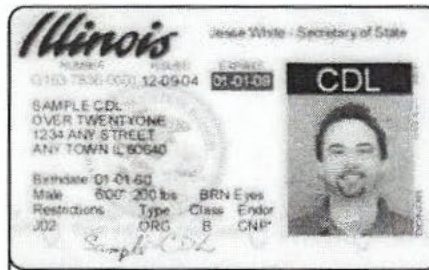 Illinois
Jesse White - Secretary of State
NUMBER ISSUED EXPIRES
12-09-04 01-01-09
CDL
SAMPLE CDL
OVER TWENTYONE
1234 ANY STREET
ANY TOWN IL 60640
Birthdate 01-01-60
Male 6'00" 200 lbs BRN Eyes
Restrictions Type Class Endor
J02 ORG B CNP*
Sample CDL